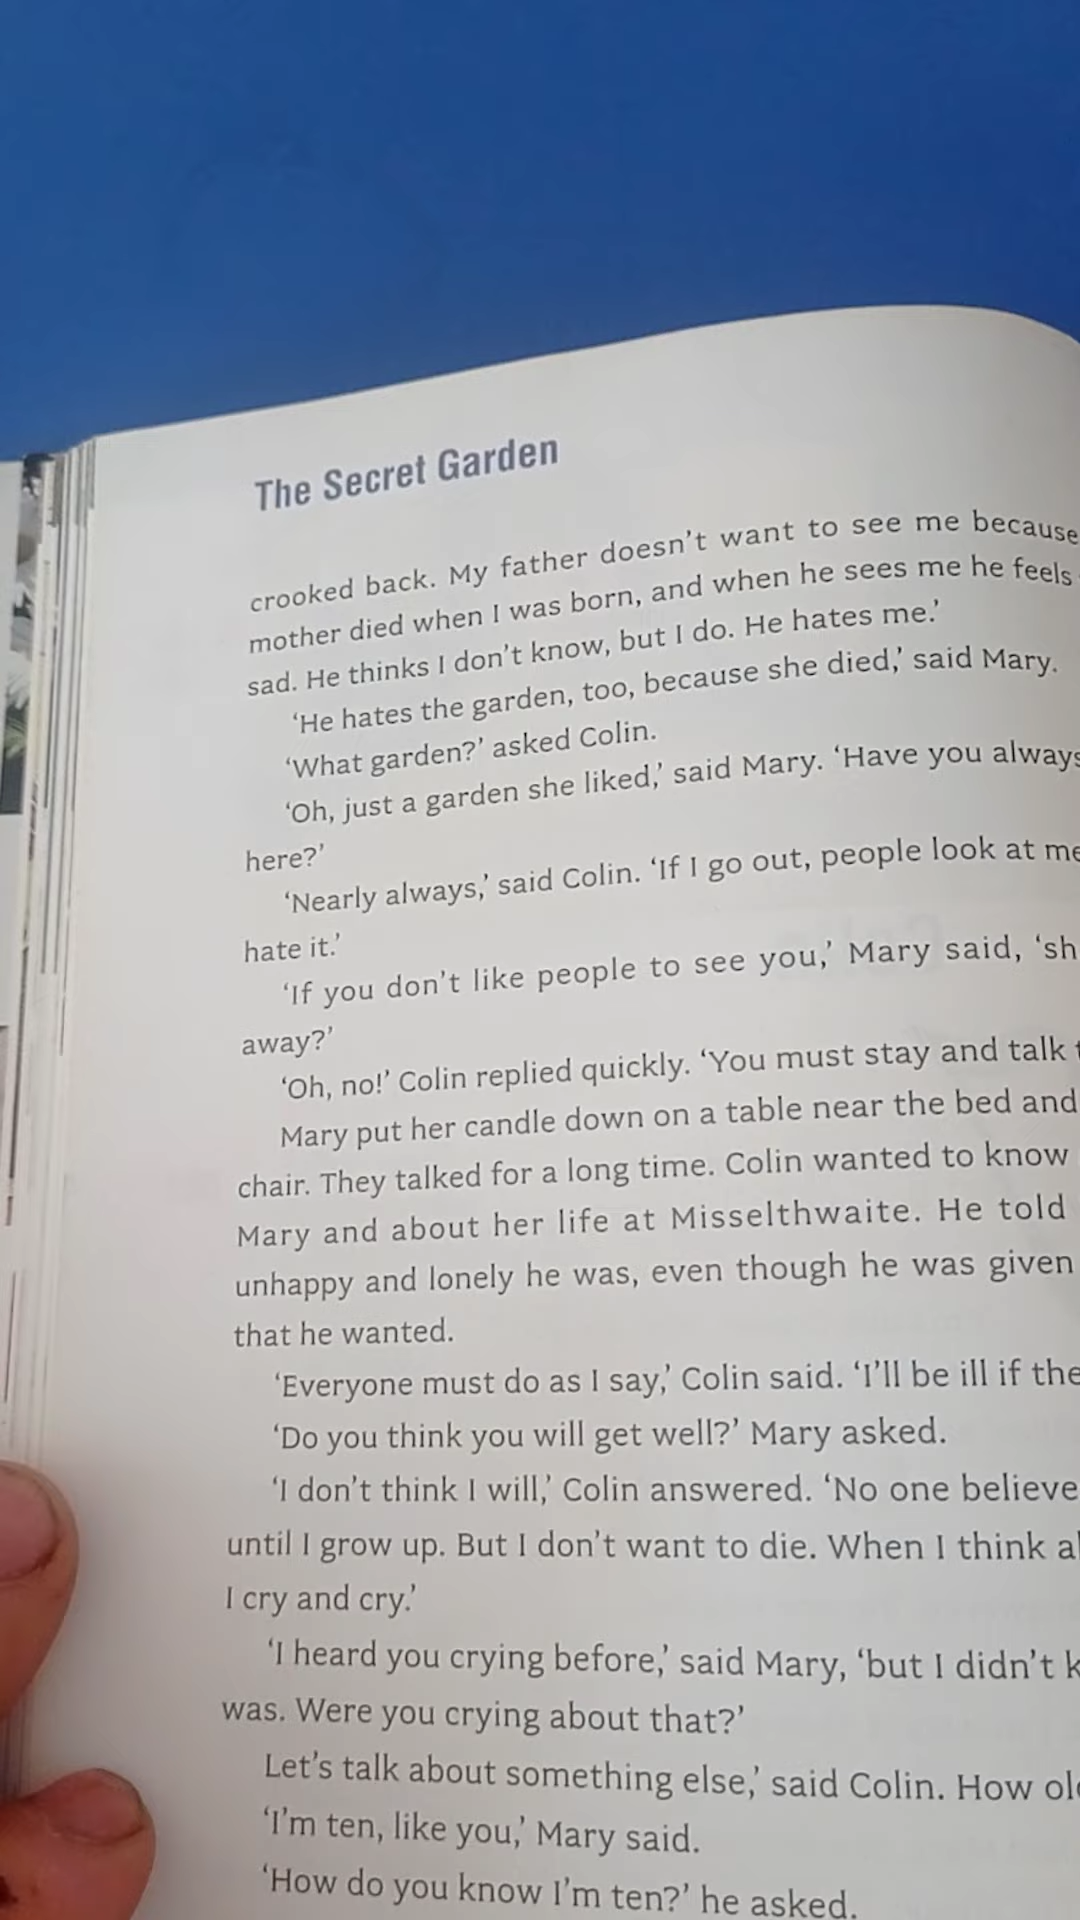 The Secret Garden
crooked back. My father doesn't want to see me because
mother died when I was born, and when he sees me he feels
sad. He thinks I don't know, but I do. He hates me.'
'He hates the garden, too, because she died,' said Mary.
'What garden?' asked Colin.
'Oh, just a garden she liked,' said Mary. 'Have you always
here?'
'Nearly always,' said Colin. 'If I go out, people look at me
hate it.'
'If you don't like people to see you,' Mary said, 'sh
away?'
'Oh, no!' Colin replied quickly. 'You must stay and talk
Mary put her candle down on a table near the bed and
chair. They talked for a long time. Colin wanted to know
Mary and about her life at Misselthwaite. He told
unhappy and lonely he was, even though he was given
that he wanted.
'Everyone must do as I say,' Colin said. 'I'll be ill if the
'Do you think you will get well?' Mary asked.
'I don't think I will,' Colin answered. 'No one believe
until I grow up. But I don't want to die. When I think
I cry and cry.'
'I heard you crying before,' said Mary, 'but I didn't
was. Were you crying about that?'
Let's talk about something else,' said Colin. How
'I'm ten, like you,' Mary said.
'How do you know I'm ten?' he asked.